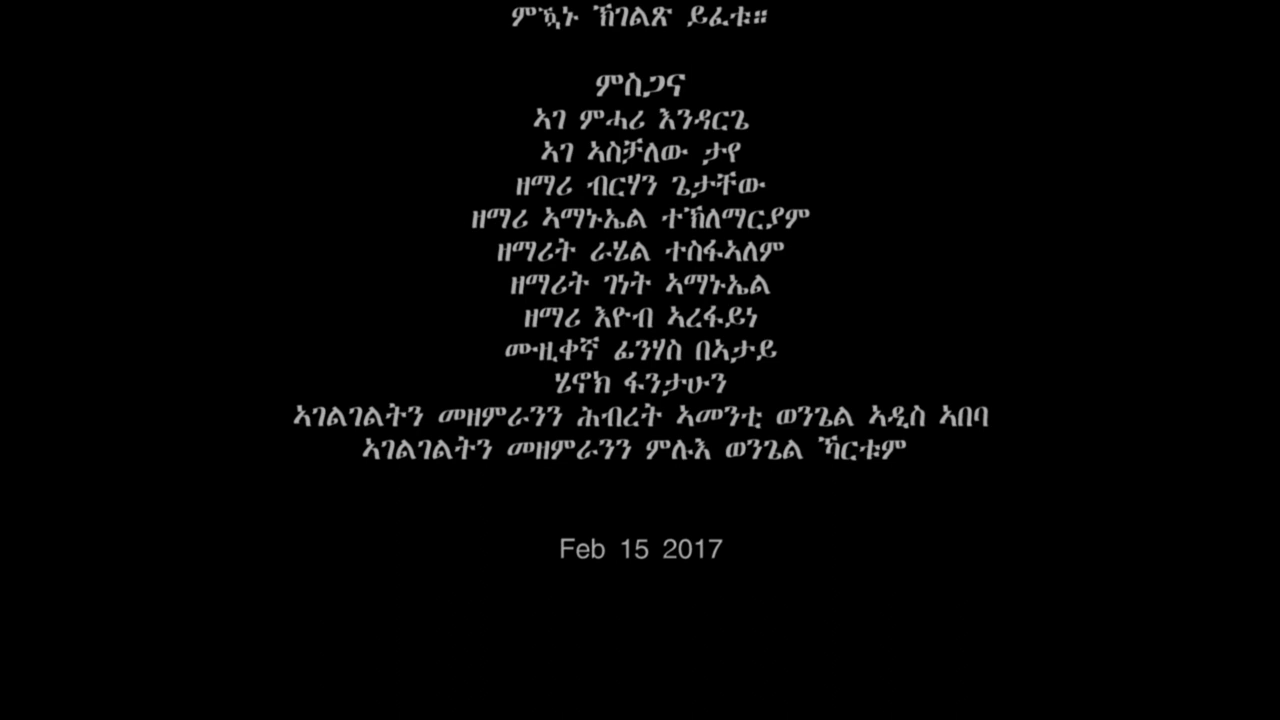 ምዃኑ ኽገልጽ ይፈቱ።
ምስጋና
ኣገ ምሓሪ እንዳርጌ
ኣገ ኣስቻለው ታየ
ዘማሪ ብርሃን ጌታቸው
ዘማሪ ኣማኑኤል ተኽለማርያም
ዘማሪት ራሄል ተስፋኣለም
ዘማሪት ገነት ኣማኑኤል
ዘማሪ እዮብ ኣረፋይነ
ሙዚቀኛ ፊንሃስ በኣታይ
ሄኖክ ፋንታሁን
ኣገልገልትን መዘምራንን ሕብረት ኣመንቲ ወንጌል ኣዲስ ኣበባ
ኣገልገልትን መዘምራንን ምሉእ ወንጌል ኻርቱም
Feb 15 2017